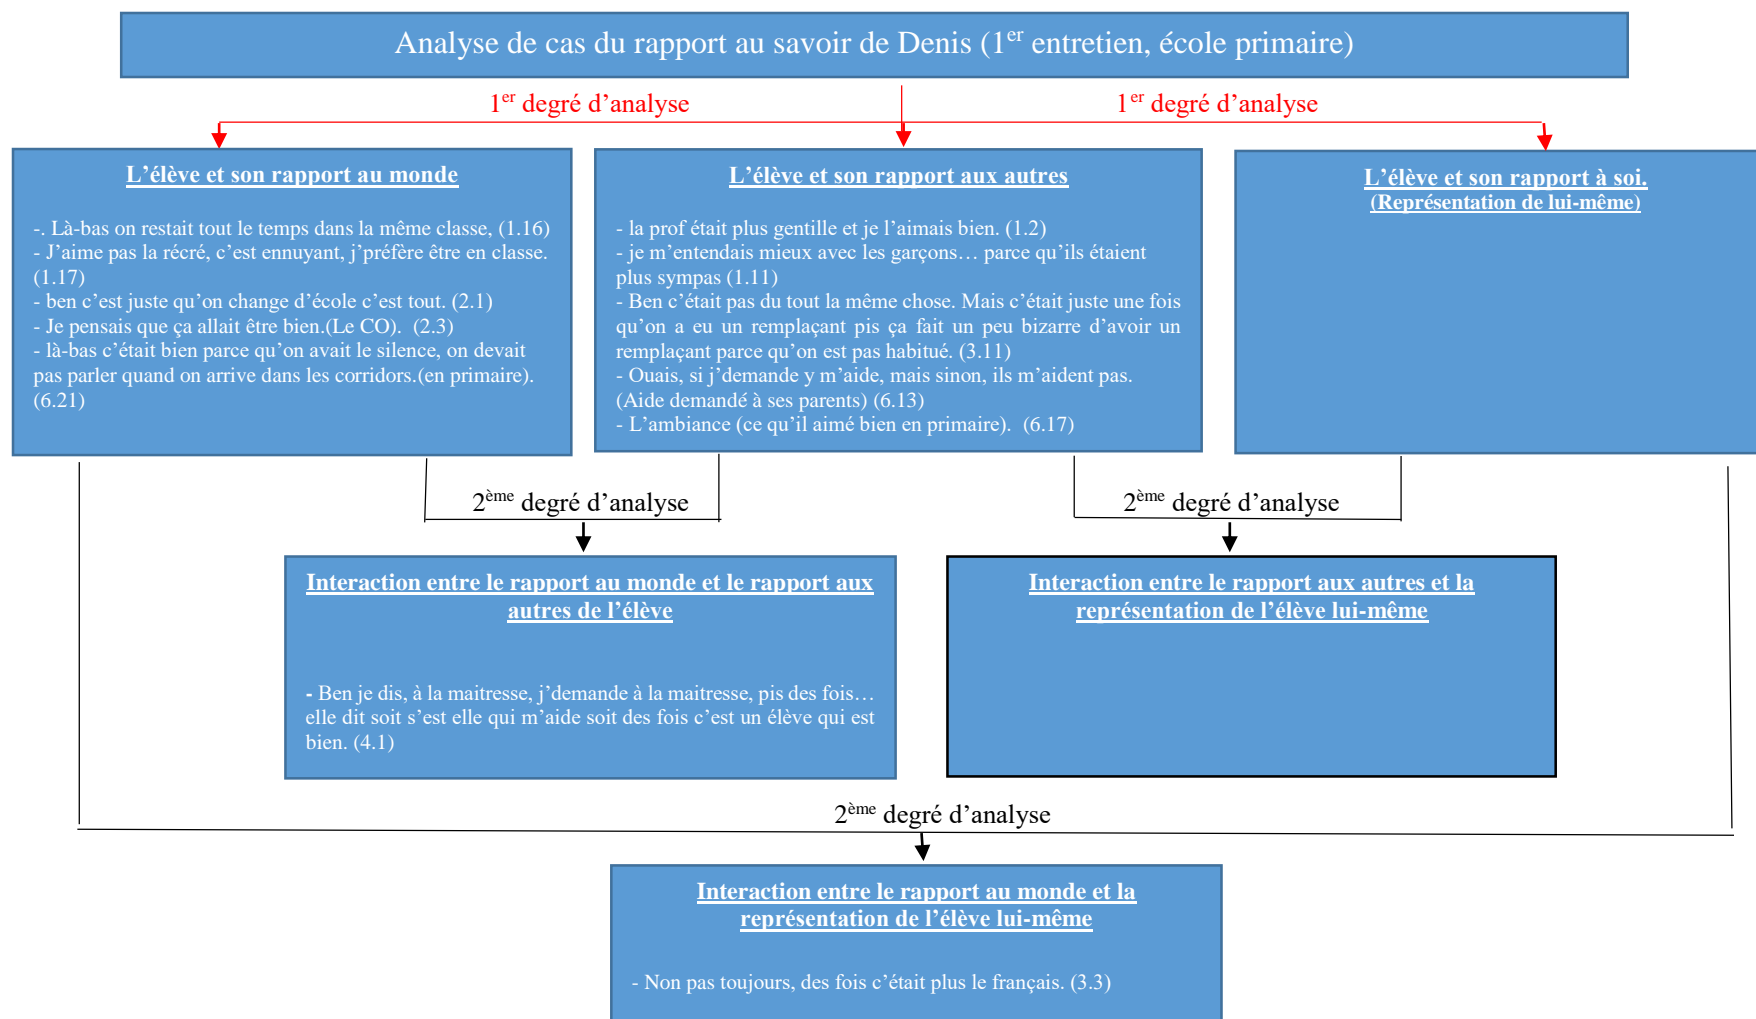 Analyse de cas du rapport au savoir de Denis (1er entretien, école primaire)
1er degré d’analyse
1er degré d’analyse
L’élève et son rapport au monde
-. Là-bas on restait tout le temps dans la même classe, (1.16)
- J’aime pas la récré, c’est ennuyant, j’préfère être en classe.
(1.17)
- ben c’est juste qu’on change d’école c’est tout. (2.1)
- Je pensais que ça allait être bien.(Le CO).  (2.3)
- là-bas c’était bien parce qu’on avait le silence, on devait
pas parler quand on arrive dans les corridors.(en primaire).
(6.21)
L’élève et son rapport aux autres
- la prof était plus gentille et je l’aimais bien. (1.2)
- je m’entendais mieux avec les garçons… parce qu’ils étaient
plus sympas (1.11)
- Ben c’était pas du tout la même chose. Mais c’était juste une fois
qu’on a eu un remplaçant pis ça fait un peu bizarre d’avoir un
remplaçant parce qu’on est pas habitué. (3.11)
- Ouais, si j’demande y m’aide, mais sinon, ils m’aident pas.
(Aide demandé à ses parents) (6.13)
- L’ambiance (ce qu’il aimé bien en primaire).  (6.17)
L’élève et son rapport à soi.
(Représentation de lui-même)
2ème degré d’analyse
2ème degré d’analyse
Interaction entre le rapport au monde et le rapport aux
autres de l’élève
- Ben je dis, à la maitresse, j’demande à la maitresse, pis des fois…
elle dit soit s’est elle qui m’aide soit des fois c’est un élève qui est
bien. (4.1)
Interaction entre le rapport aux autres et la
représentation de l’élève lui-même
2ème degré d’analyse
Interaction entre le rapport au monde et la
représentation de l’élève lui-même
- Non pas toujours, des fois c’était plus le français. (3.3)